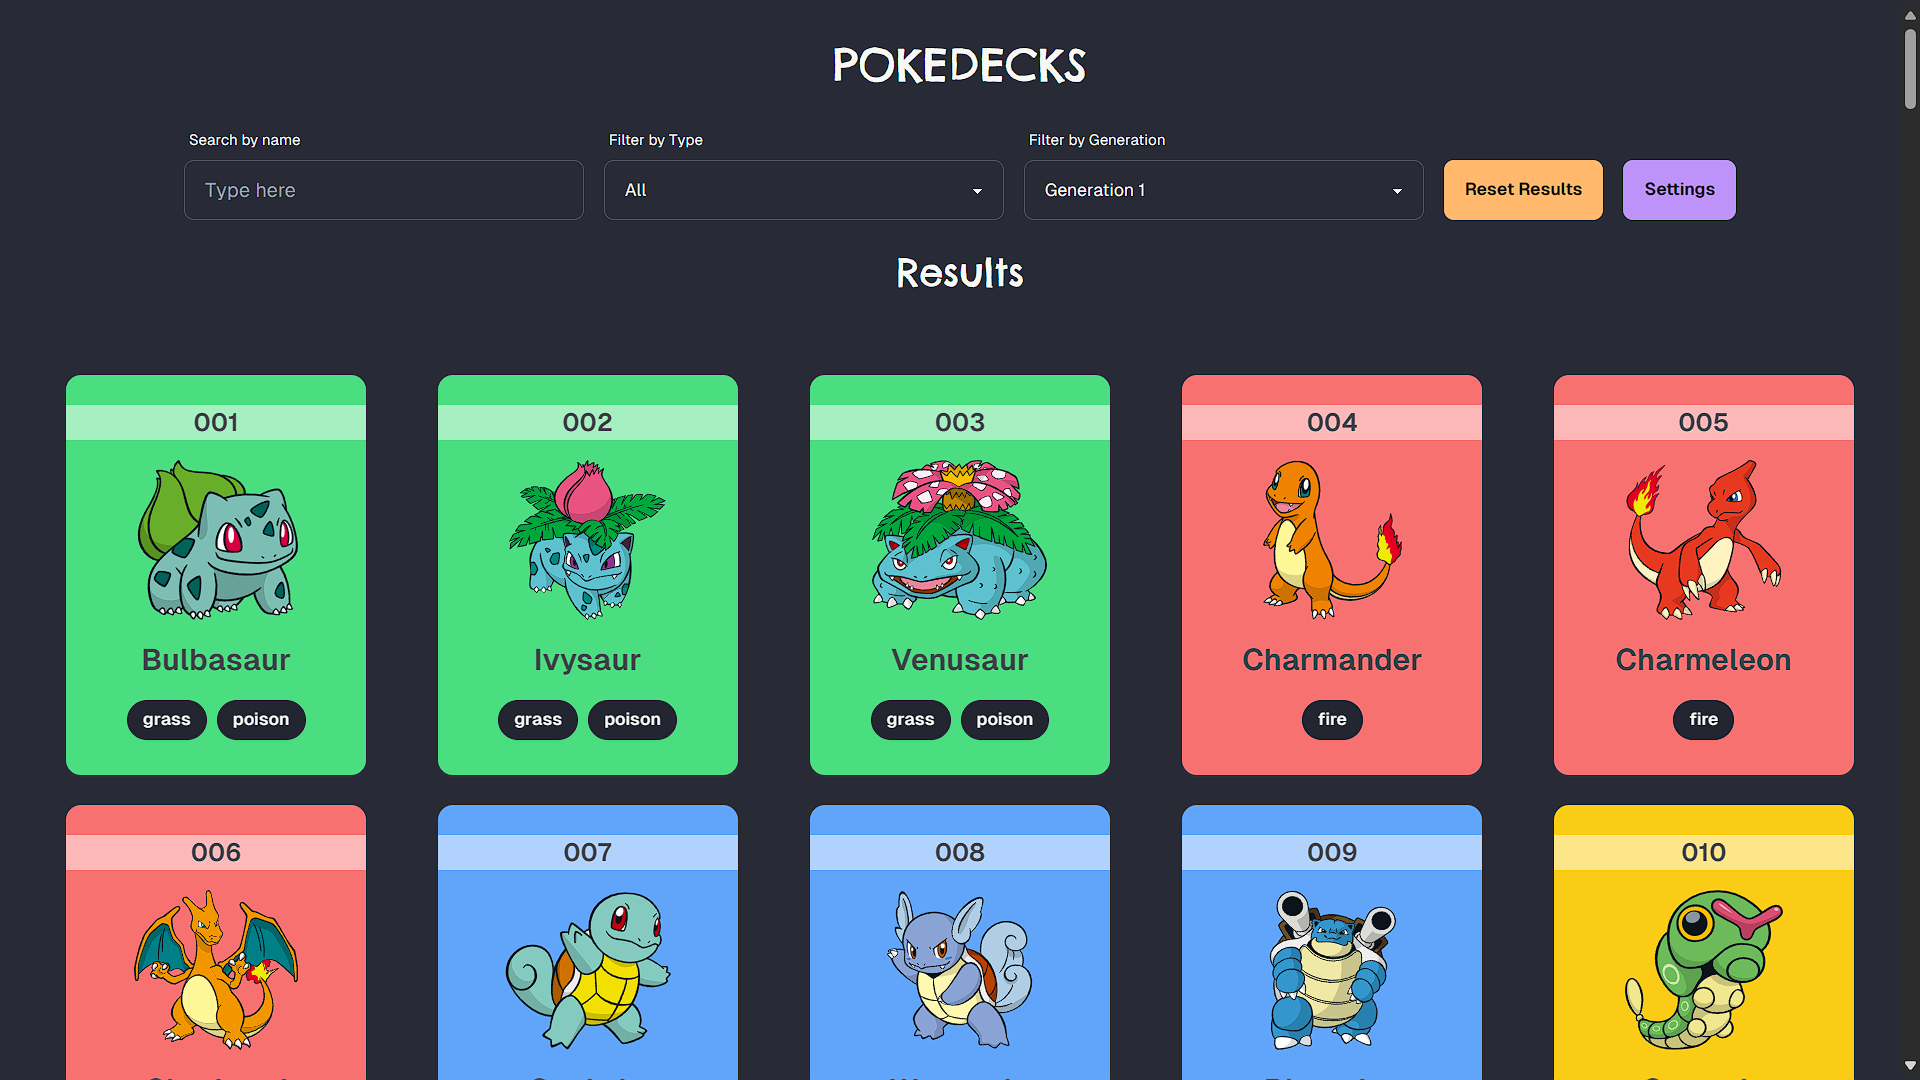 POKEDECKS
Search by name
Filter by Type
Filter by Generation
Type here
All
Generation 1
Reset Results
Settings
Results
001
002
003
004
005
Bulbasaur
Ivysaur
Venusaur
Charmander
Charmeleon
grass poison
grass poison
grass poison
fire
fire
006
007
008
009
010